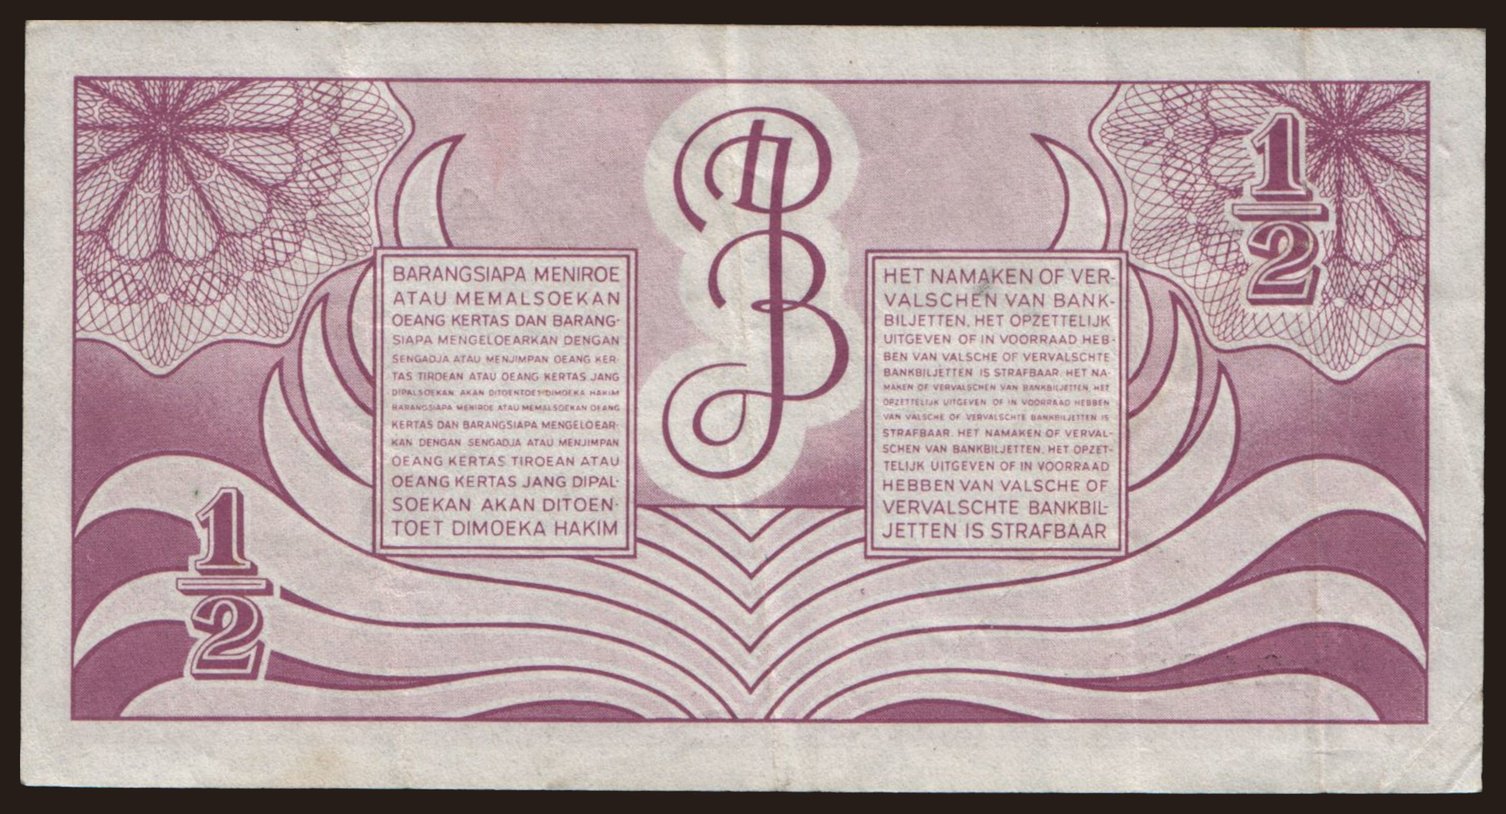 BARANGSIAPA MENIROE
ATAU MEMALSOEKAN
OEANG KERTAS DAN BARANG-
SIAPA MENGELOEARKAN DENGAN
SENGADJA ATAU MENJIMPAN OEANG KER-
TAS TIROEAN ATAU OEANG KERTAS JANG
DIPALSOEKAN, AKAN DITOENTOET DIMOEKA HAKIM
BARANGSIAPA MENIROE ATAU MEMALSOEKAN OEANG
KERTAS DAN BARANGSIAPA MENGELOEAR-
KAN DENGAN SENGADJA ATAU MENJIMPAN
OEANG KERTAS TIROEAN ATAU
OEANG KERTAS JANG DIPAL-
SOEKAN AKAN DITOEN-
TOET DIMOEKA HAKIM
JB
HET NAMAKEN OF VER-
VALSCHEN VAN BANK-
BILJETTEN, HET OPZETTELIJK
UITGEVEN OF IN VOORRAAD HEB-
BEN VAN VALSCHE OF VERVALSCHTE
BANKBILJETTEN IS STRAFBAAR. HET NA-
MAKEN OF VERVALSCHEN VAN BANKBILJETTEN, HET
OPZETTELIJK UITGEVEN OF IN VOORRAAD HEBBEN
VAN VALSCHE OF VERVALSCHTE BANKBILJETTEN IS
STRAFBAAR. HET NAMAKEN OF VERVAL-
SCHEN VAN BANKBILJETTEN, HET OPZET-
TELIJK UITGEVEN OF IN VOORRAAD
HEBBEN VAN VALSCHE OF
VERVALSCHTE BANKBIL-
JETTEN IS STRAFBAAR
1/2
1/2